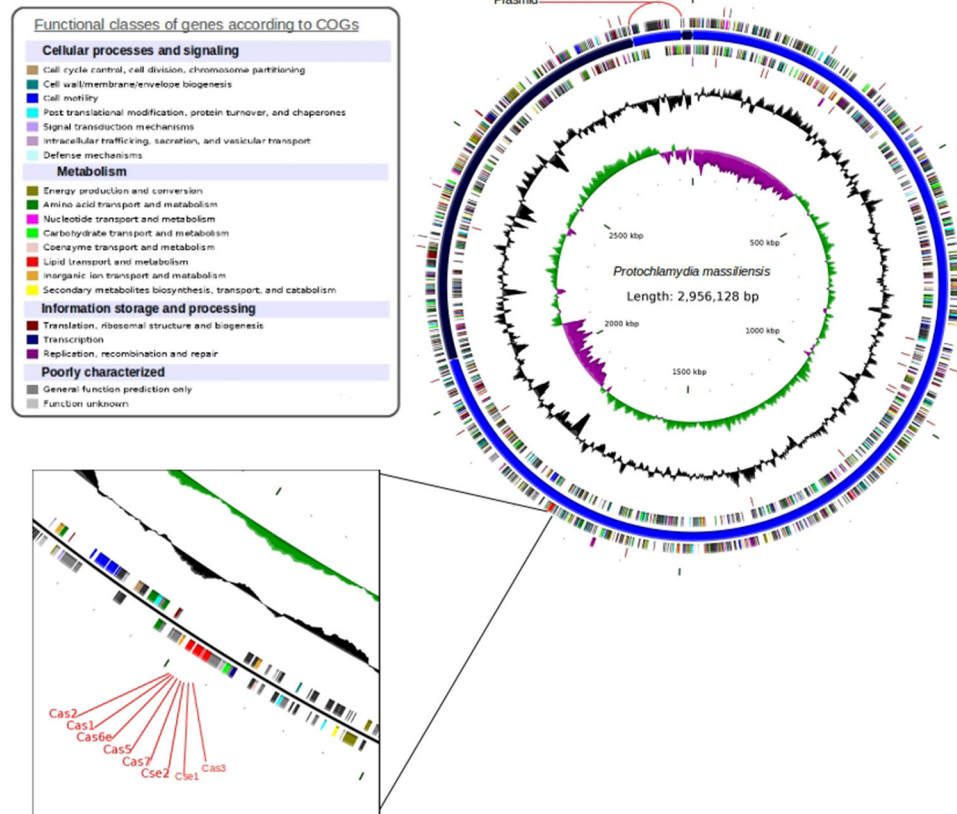 Functional classes of genes according to COGs
Cellular processes and signaling
Cell cycle control, cell division, chromosome partitioning
Cell wall/membrane/envelope biogenesis
Cell motility
Post translational modification, protein turnover, and chaperones
Signal transduction mechanisms
Intracellular trafficking, secretion, and vesicular transport
Defense mechanisms
Metabolism
Energy production and conversion
Amino acid transport and metabolism
Nucleotide transport and metabolism
Carbohydrate transport and metabolism
Coenzyme transport and metabolism
Lipid transport and metabolism
Inorganic ion transport and metabolism
Secondary metabolites biosynthesis, transport, and catabolism
Information storage and processing
Translation, ribosomal structure and biogenesis
Transcription
Replication, recombination and repair
Poorly characterized
General function prediction only
Function unknown
Plasmid
2500 kbp
500 kbp
Protochlamydia massiliensis
Length: 2,956,128 bp
2000 kbp
1000 kbp
1500 kbp
Cas2
Cas1
Cas6e
Cas5
Cas7
Cse2
Cse1
Cas3